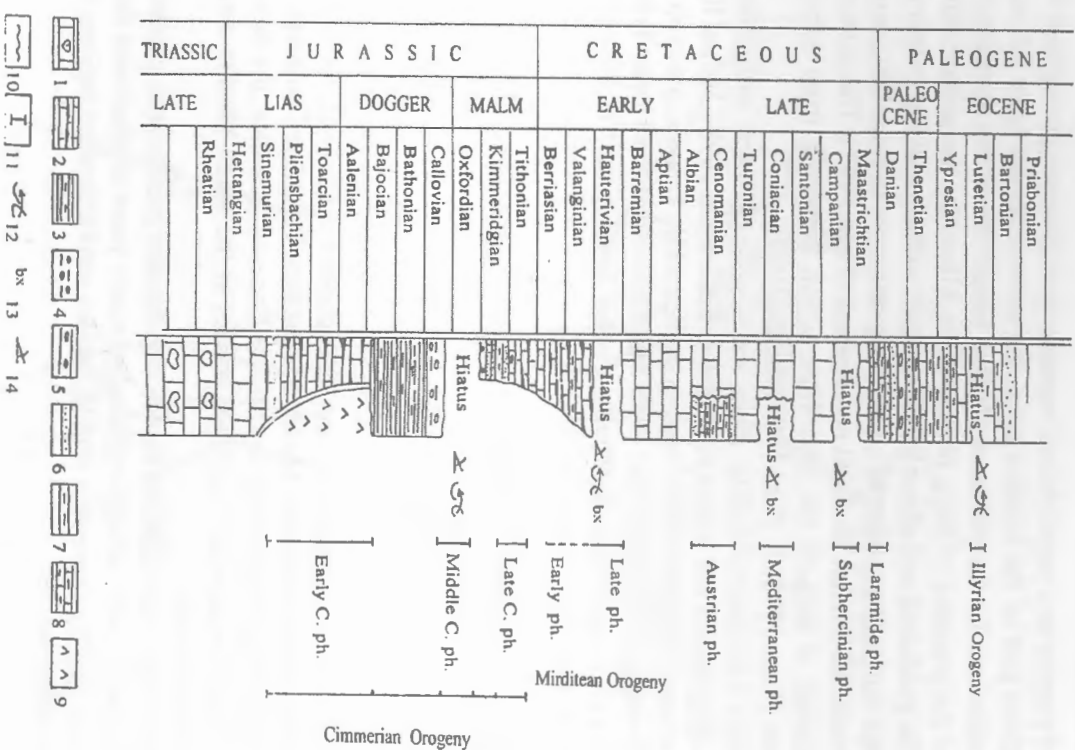 TRIASSIC
JURASSIC
CRETACEOUS
PALEOGENE
LATE
LIAS
DOGGER
MALM
EARLY
LATE
PALEO
CENE
EOCENE
Rheatian
Hettangian
Sinemurian
Plixensbachian
Toarcian
Aalenian
Bajocian
Bathonian
Callovian
Oxfordian
Kimmeridgian
Tithonian
Berriasian
Valanginian
Hauterivian
Barremian
Aptian
Albian
Cenomanian
Turonian
Coniacian
Santonian
Campanian
Maastrichtian
Danian
Thenetian
Ypresian
Lutetian
Bartonian
Priabonian
Hiatus
Hiatus bx
Hiatus bx
Hiatus bx
Hiatus
Early C. ph.
Middle C. ph.
Late C. ph.
Early ph.
Late ph.
Austrian ph.
Mediterranean ph.
Subhercinian ph.
Laramide ph.
Illyrian Orogeny
Mirditean Orogeny
Cimmerian Orogeny
1 2 3 4 5 6 7 8 9
10 11 12 bx 13 14